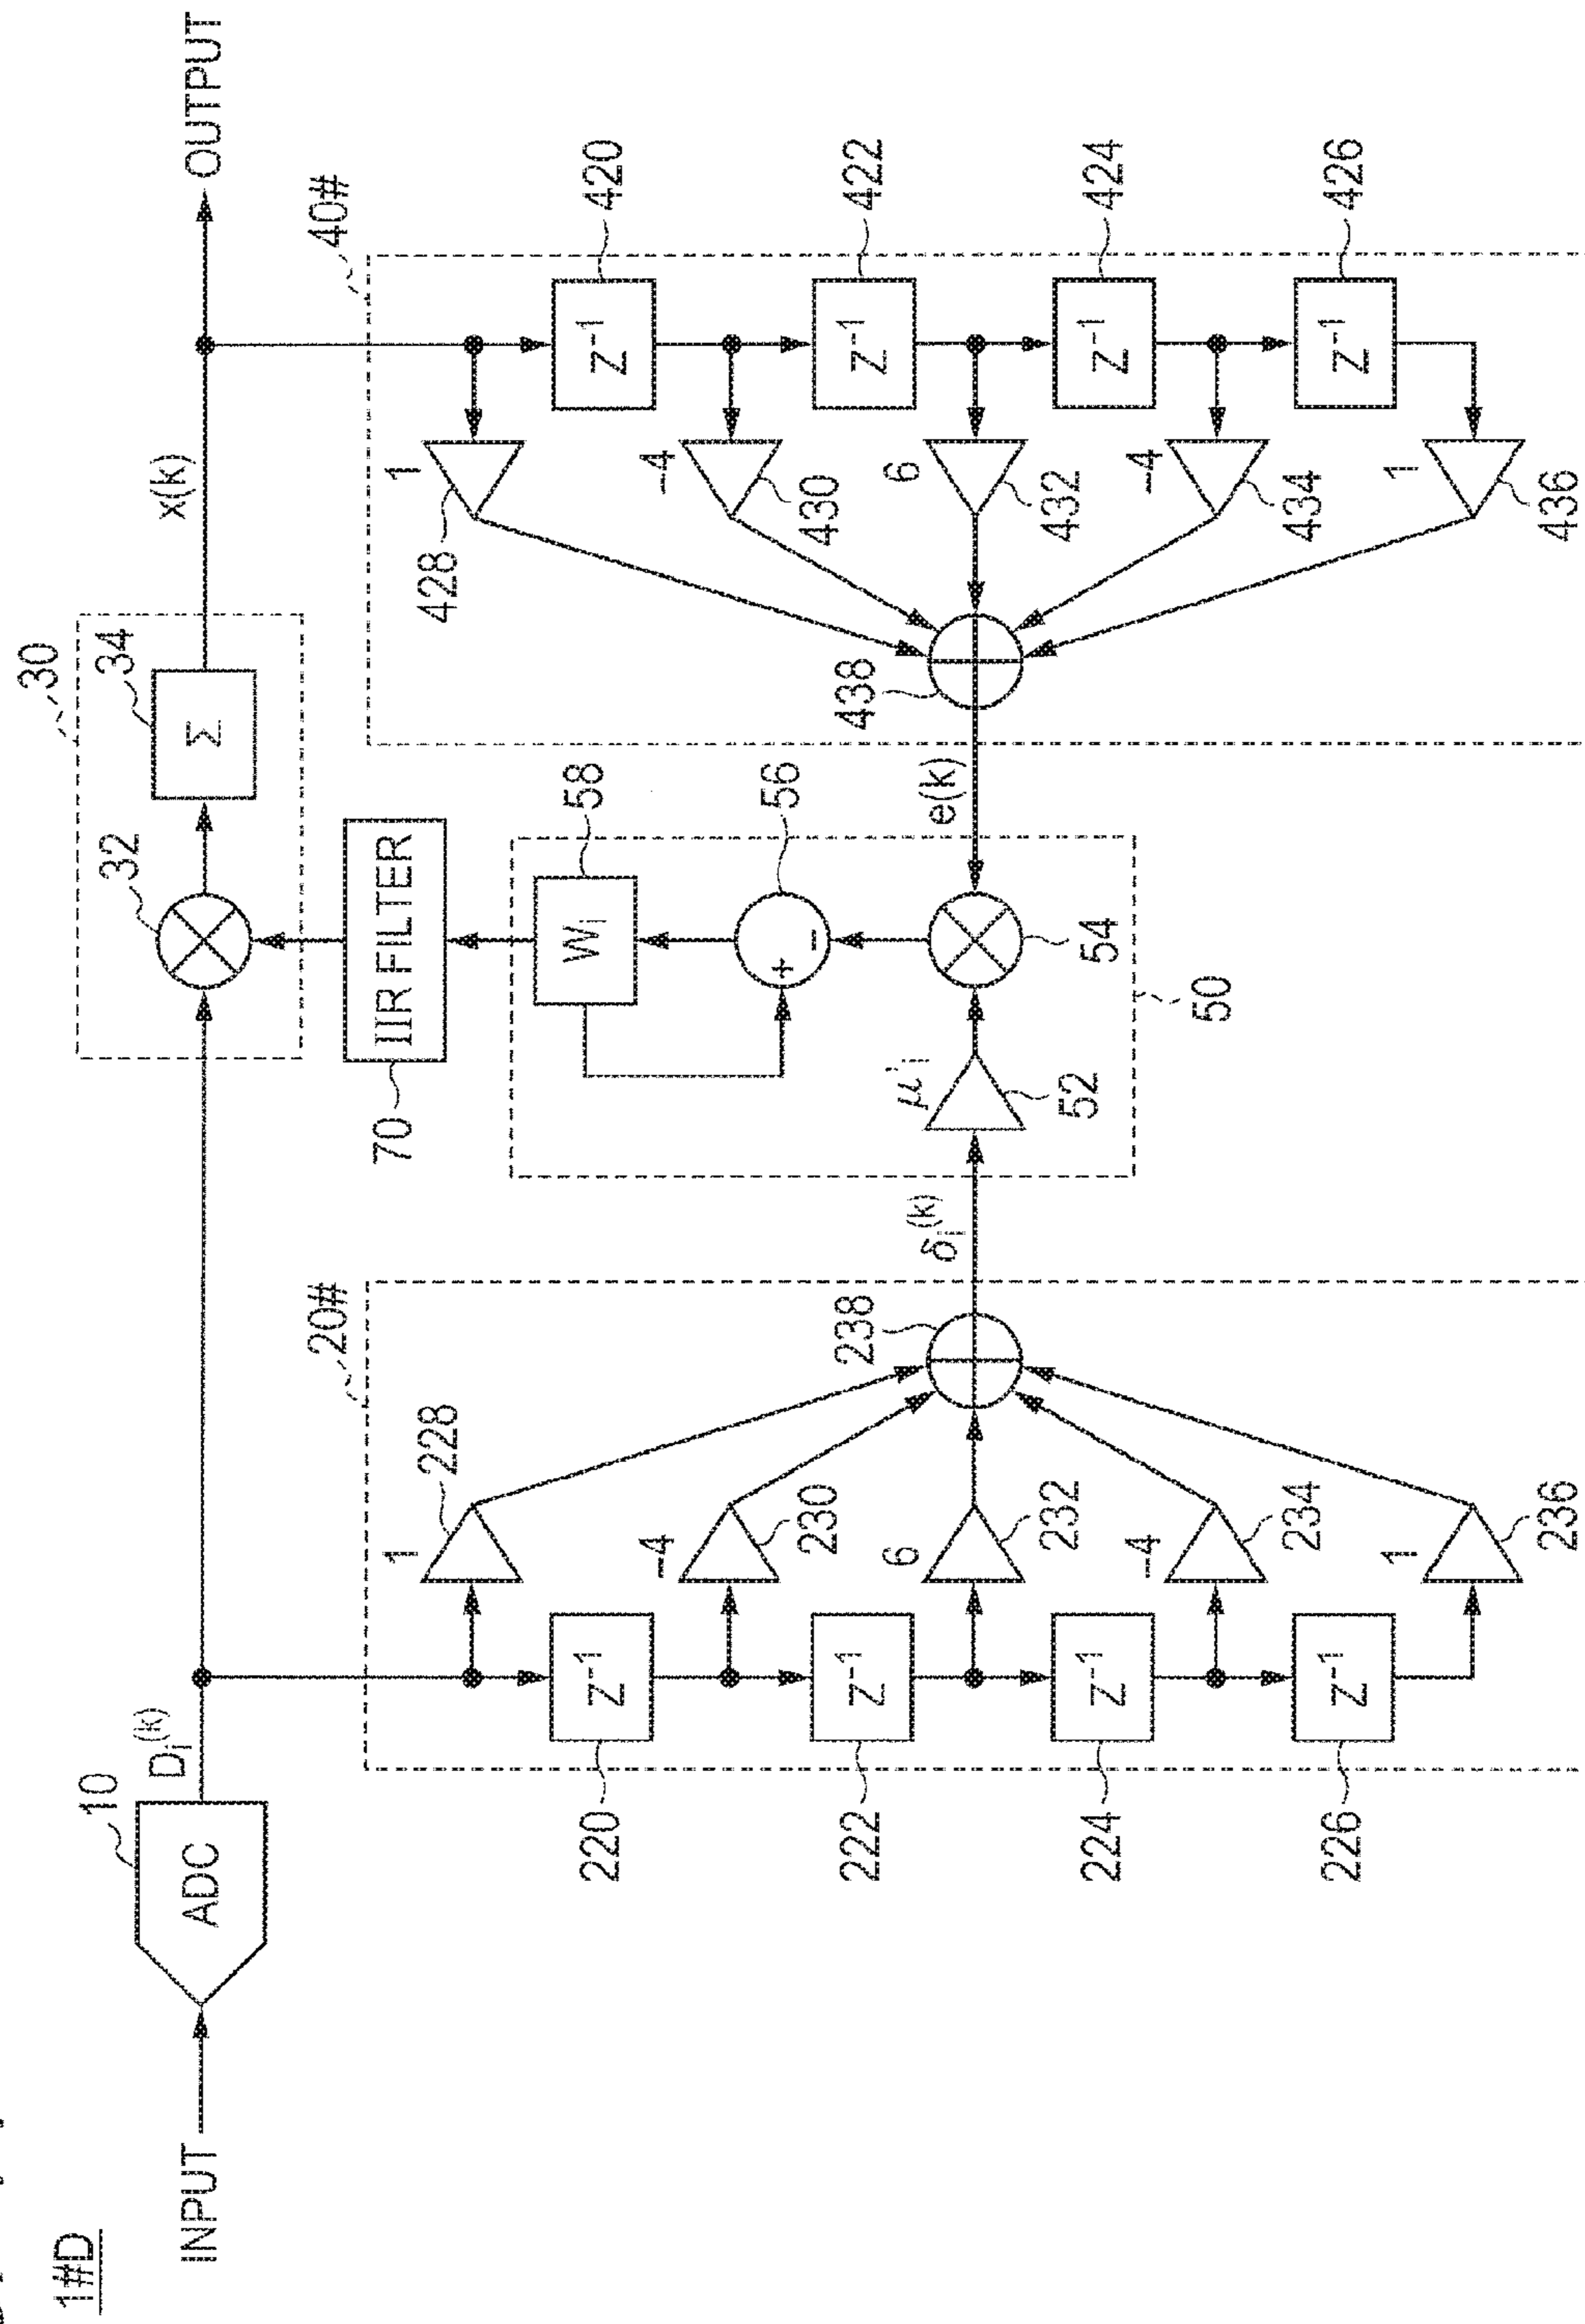 1#D
INPUT
ADC
10
D_i^(k)
30
32
34
Σ
x(k)
OUTPUT
20#
220
Z^-1
222
Z^-1
224
Z^-1
226
Z^-1
1
228
-4
230
6
232
-4
234
1
236
238
δ_i^(k)
70
IIR FILTER
58
W_i
56
+
-
54
μ'_i
52
50
e(k)
40#
420
Z^-1
422
Z^-1
424
Z^-1
426
Z^-1
1
428
-4
430
6
432
-4
434
1
436
438